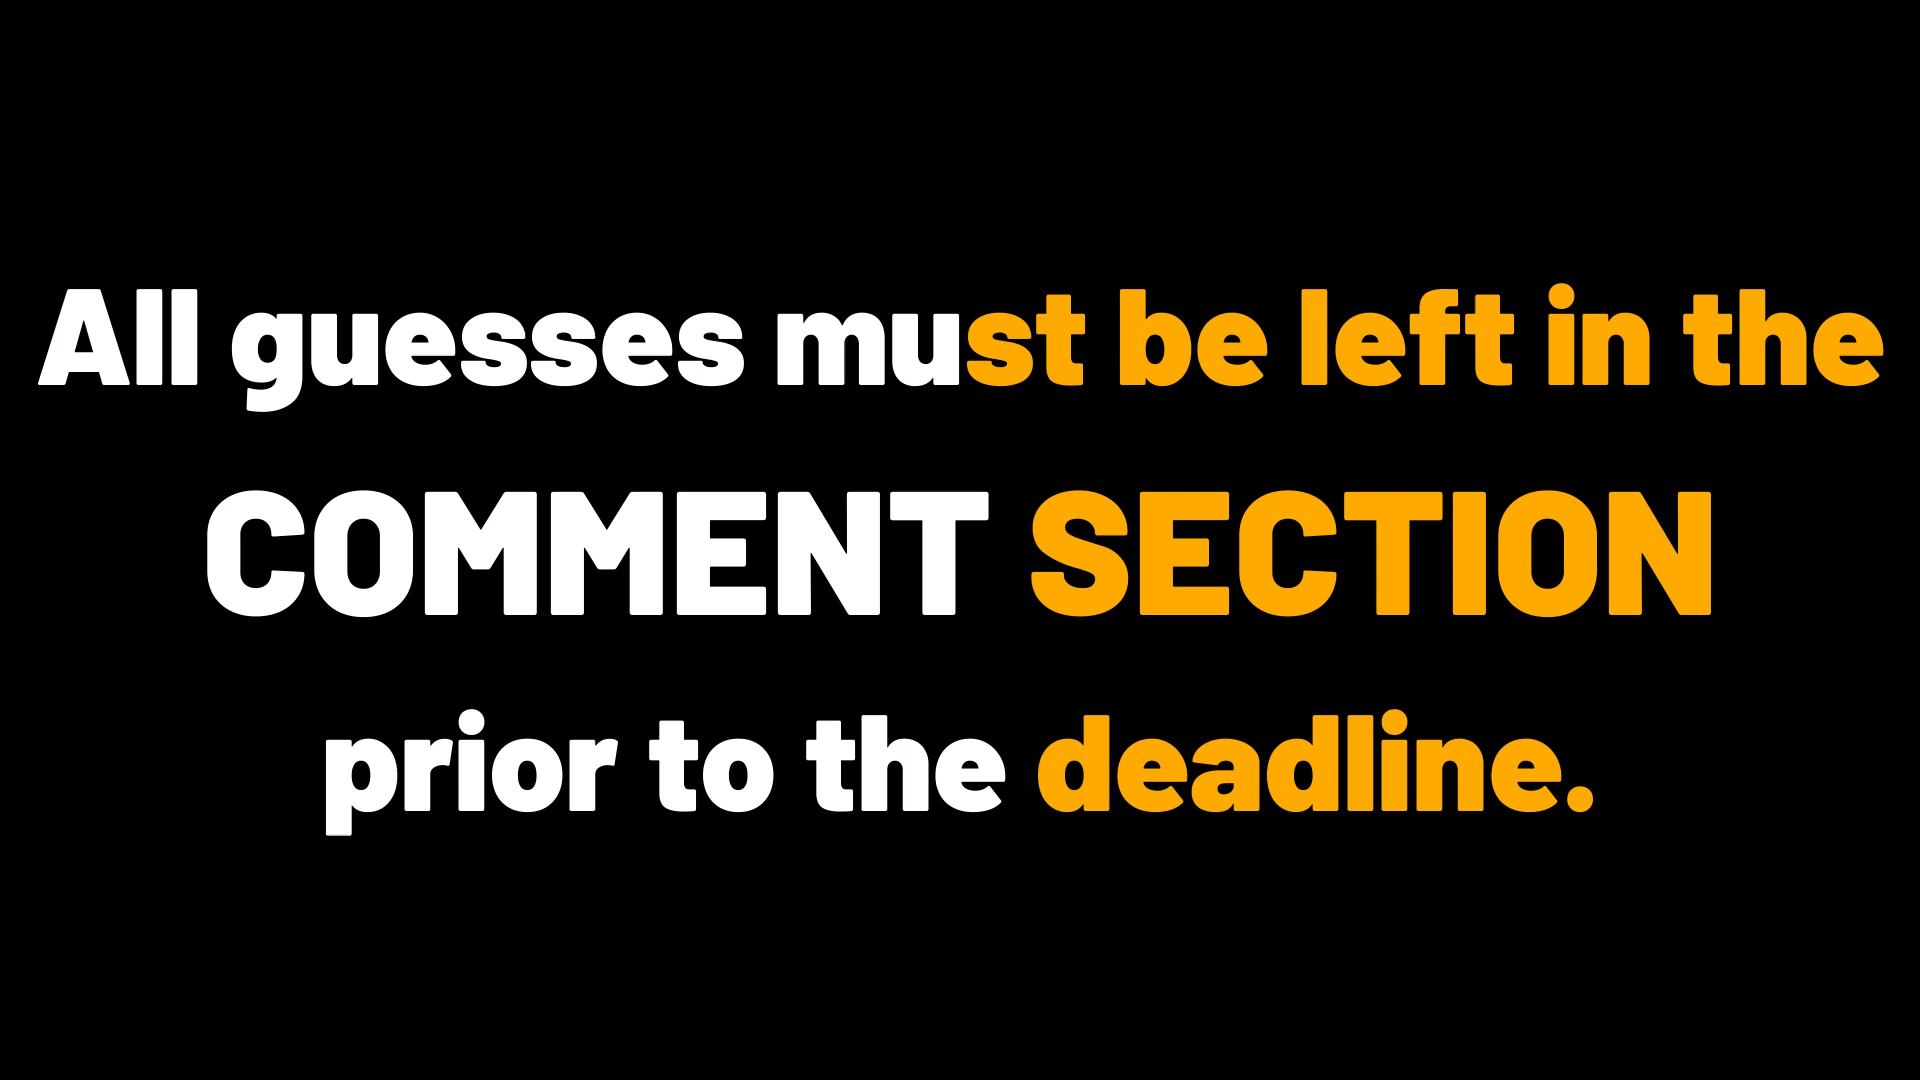 All guesses must be left in the
COMMENT SECTION
prior to the deadline.